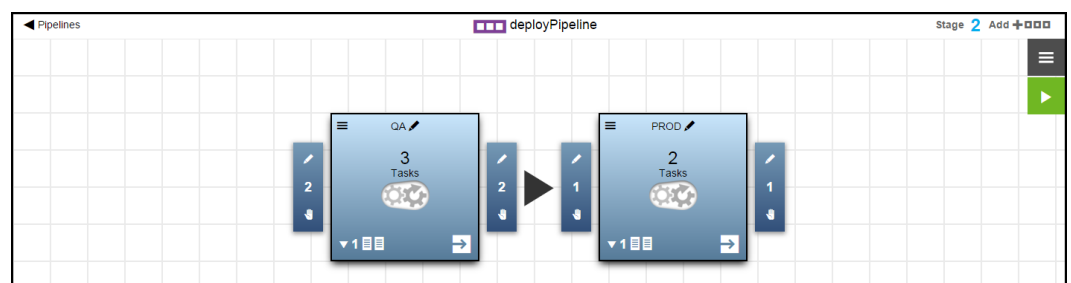 Pipelines
deployPipeline
Stage 2 Add
QA
3
Tasks
2
2
1
PROD
2
Tasks
1
1
1